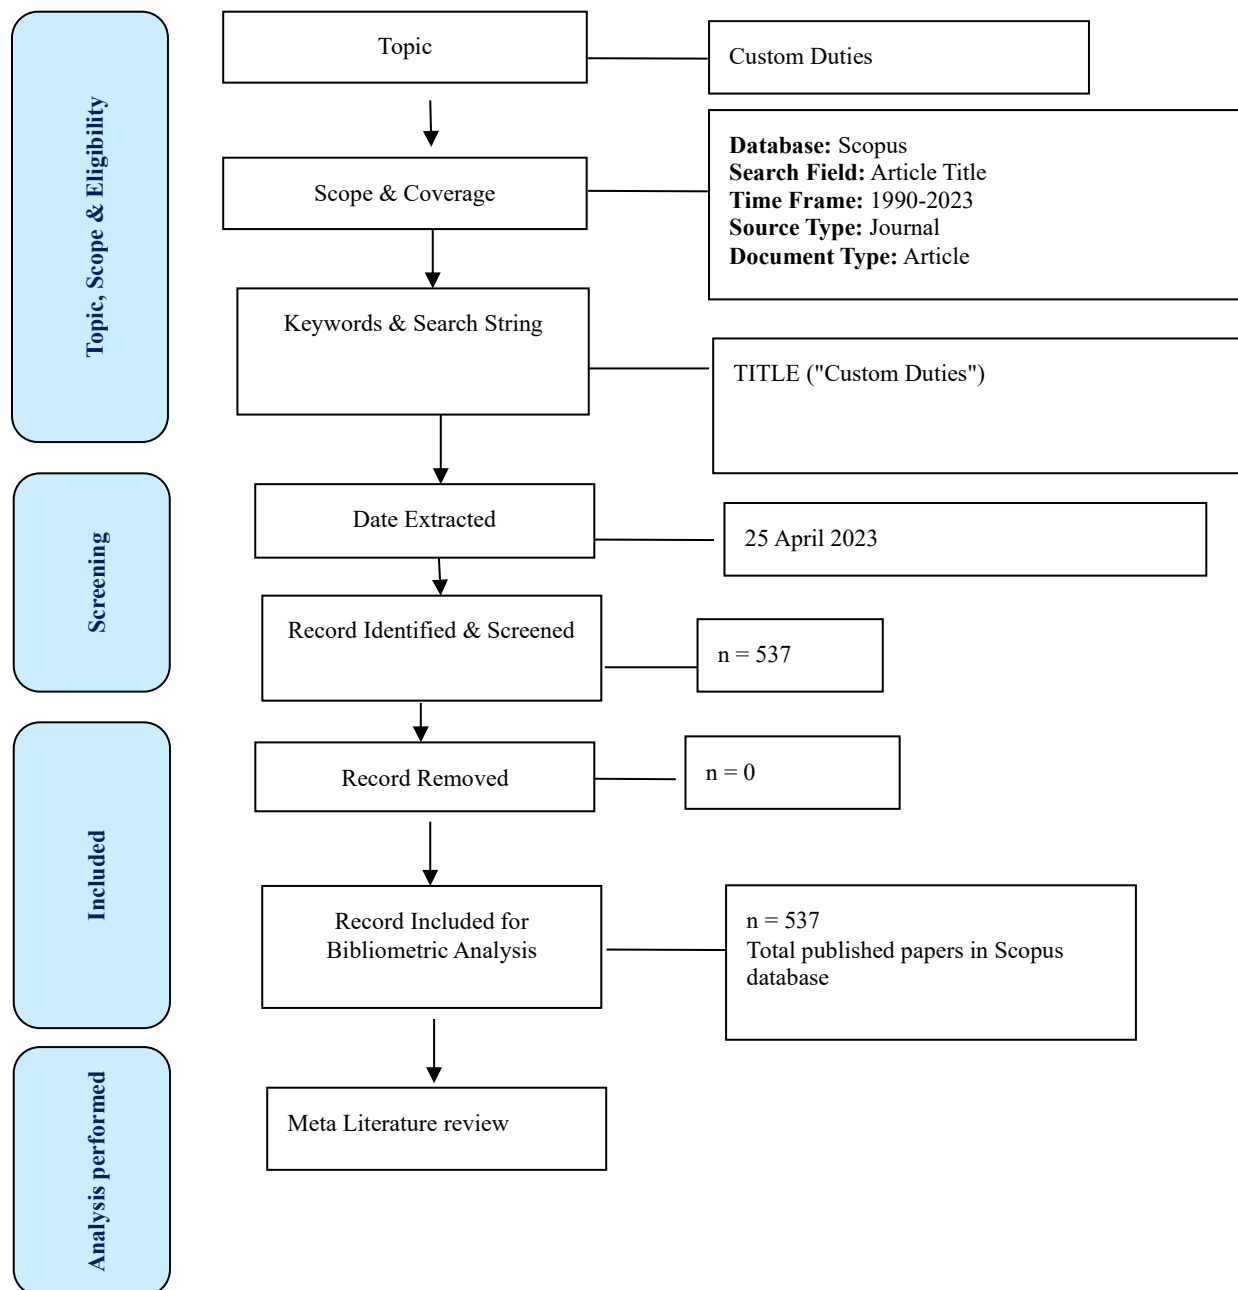 Topic, Scope & Eligibility
Topic
Custom Duties
Scope & Coverage
Database: Scopus
Search Field: Article Title
Time Frame: 1990-2023
Source Type: Journal
Document Type: Article
Keywords & Search String
TITLE ("Custom Duties")
Screening
Date Extracted
25 April 2023
Record Identified & Screened
n = 537
Included
Record Removed
n = 0
Record Included for
Bibliometric Analysis
n = 537
Total published papers in Scopus
database
Analysis performed
Meta Literature review